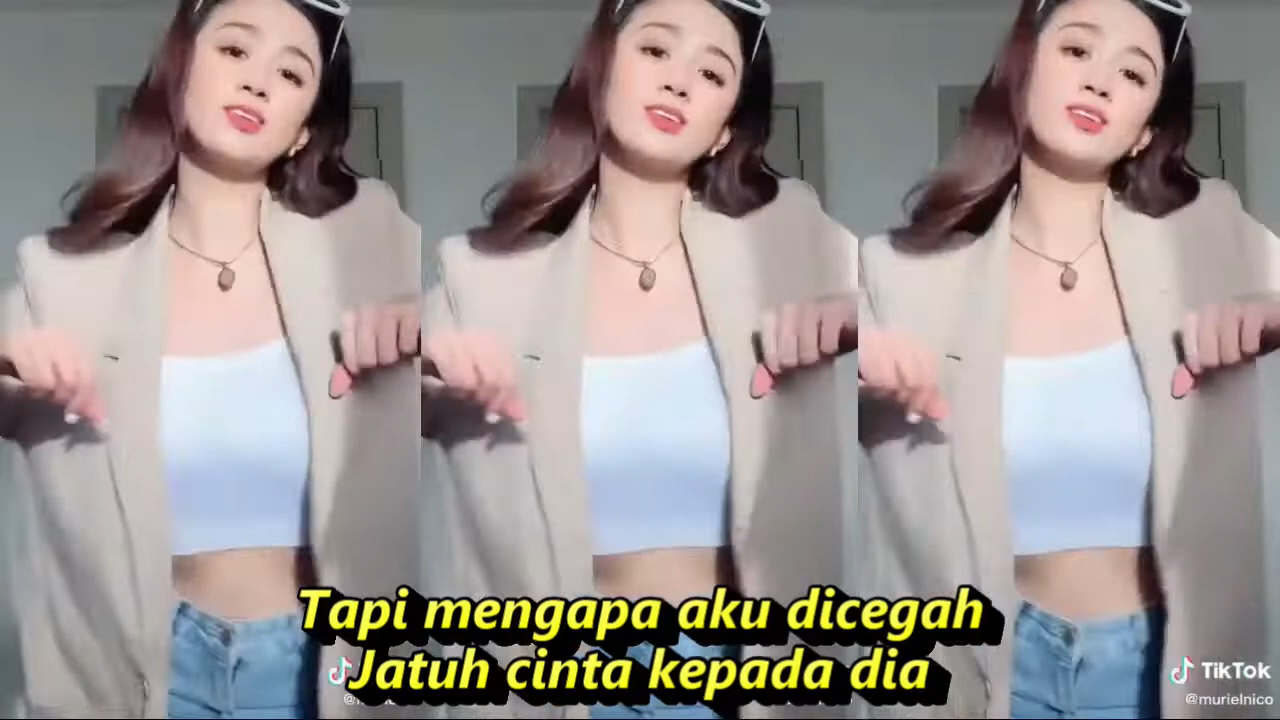 Tapi mengapa aku dicegah
Jatuh cinta kepada dia
TikTok
@murielnico